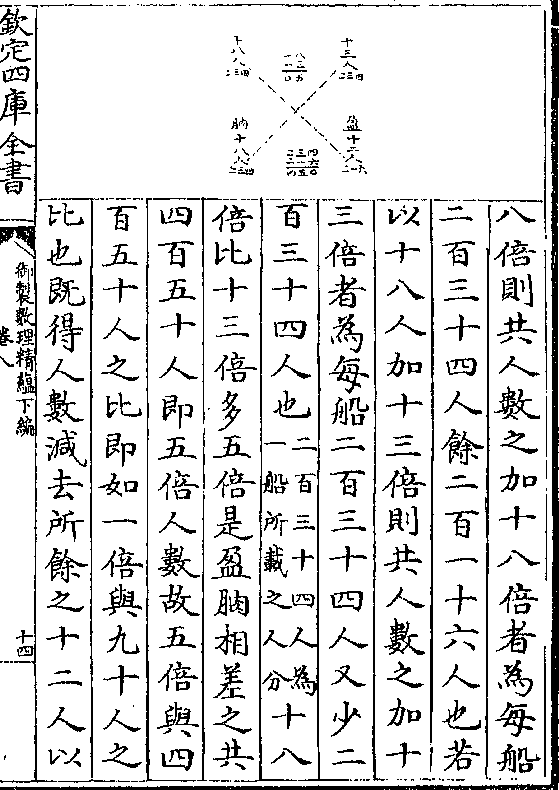 十三人
二三四
八三五
一一〇
十八人
二三四
盈十二人
二一六
四六〇
三一五
二二四
朒十八人
二三四
八倍則共人數之加十八倍者為每船
二百三十四人餘二百一十六人也若
以十八人加十三倍則共人數之加十
三倍者為每船二百三十四人又少二
百三十四人也二百三十四人為一船所載之人分十八
倍比十三倍多五倍是盈朒相差之共
四百五十人即五倍人數故五倍與四
百五十人之比即如一倍與九十人之
比也既得人數減去所餘之十二人以
欽定四庫全書
御製數理精蘊下編
卷八
十四